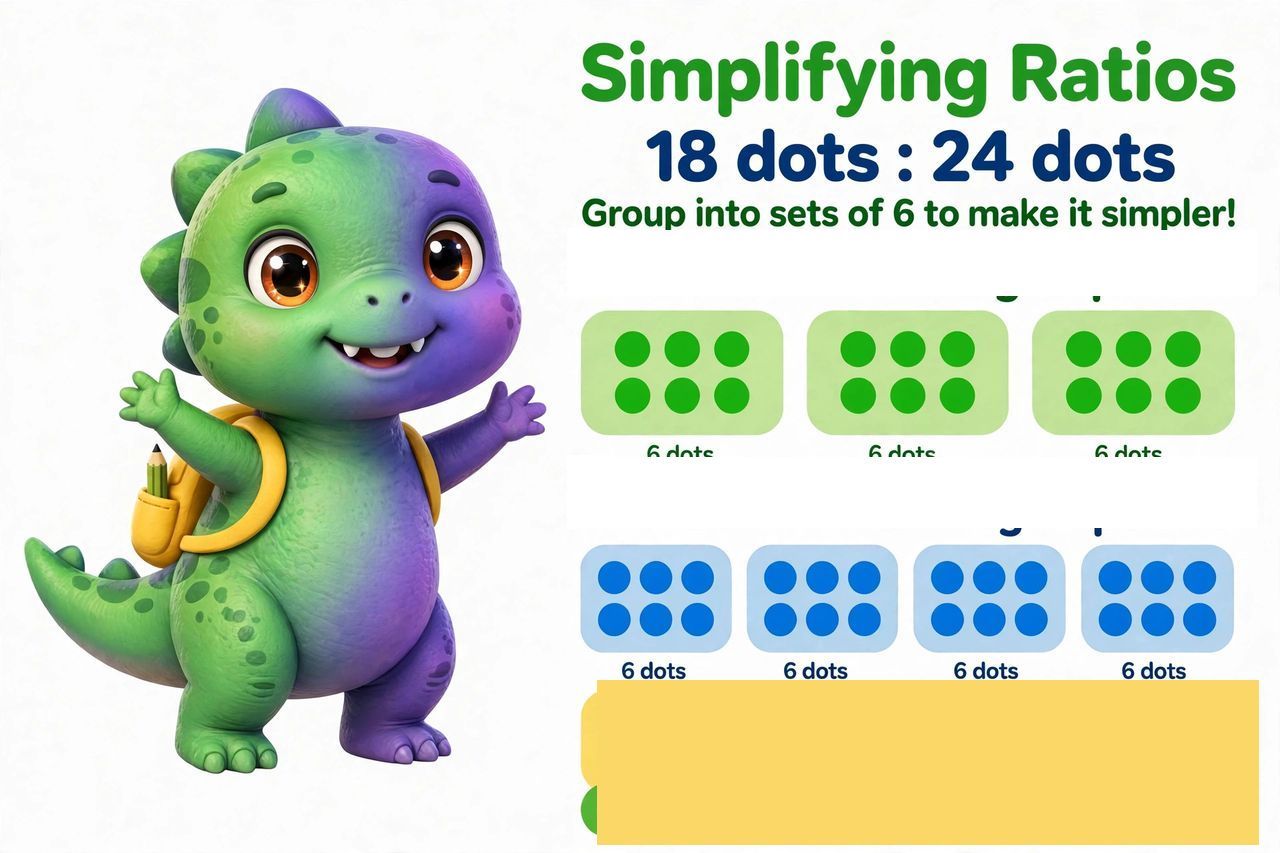 Simplifying Ratios
18 dots : 24 dots
Group into sets of 6 to make it simpler!
6 dots 6 dots 6 dots
6 dots 6 dots 6 dots 6 dots